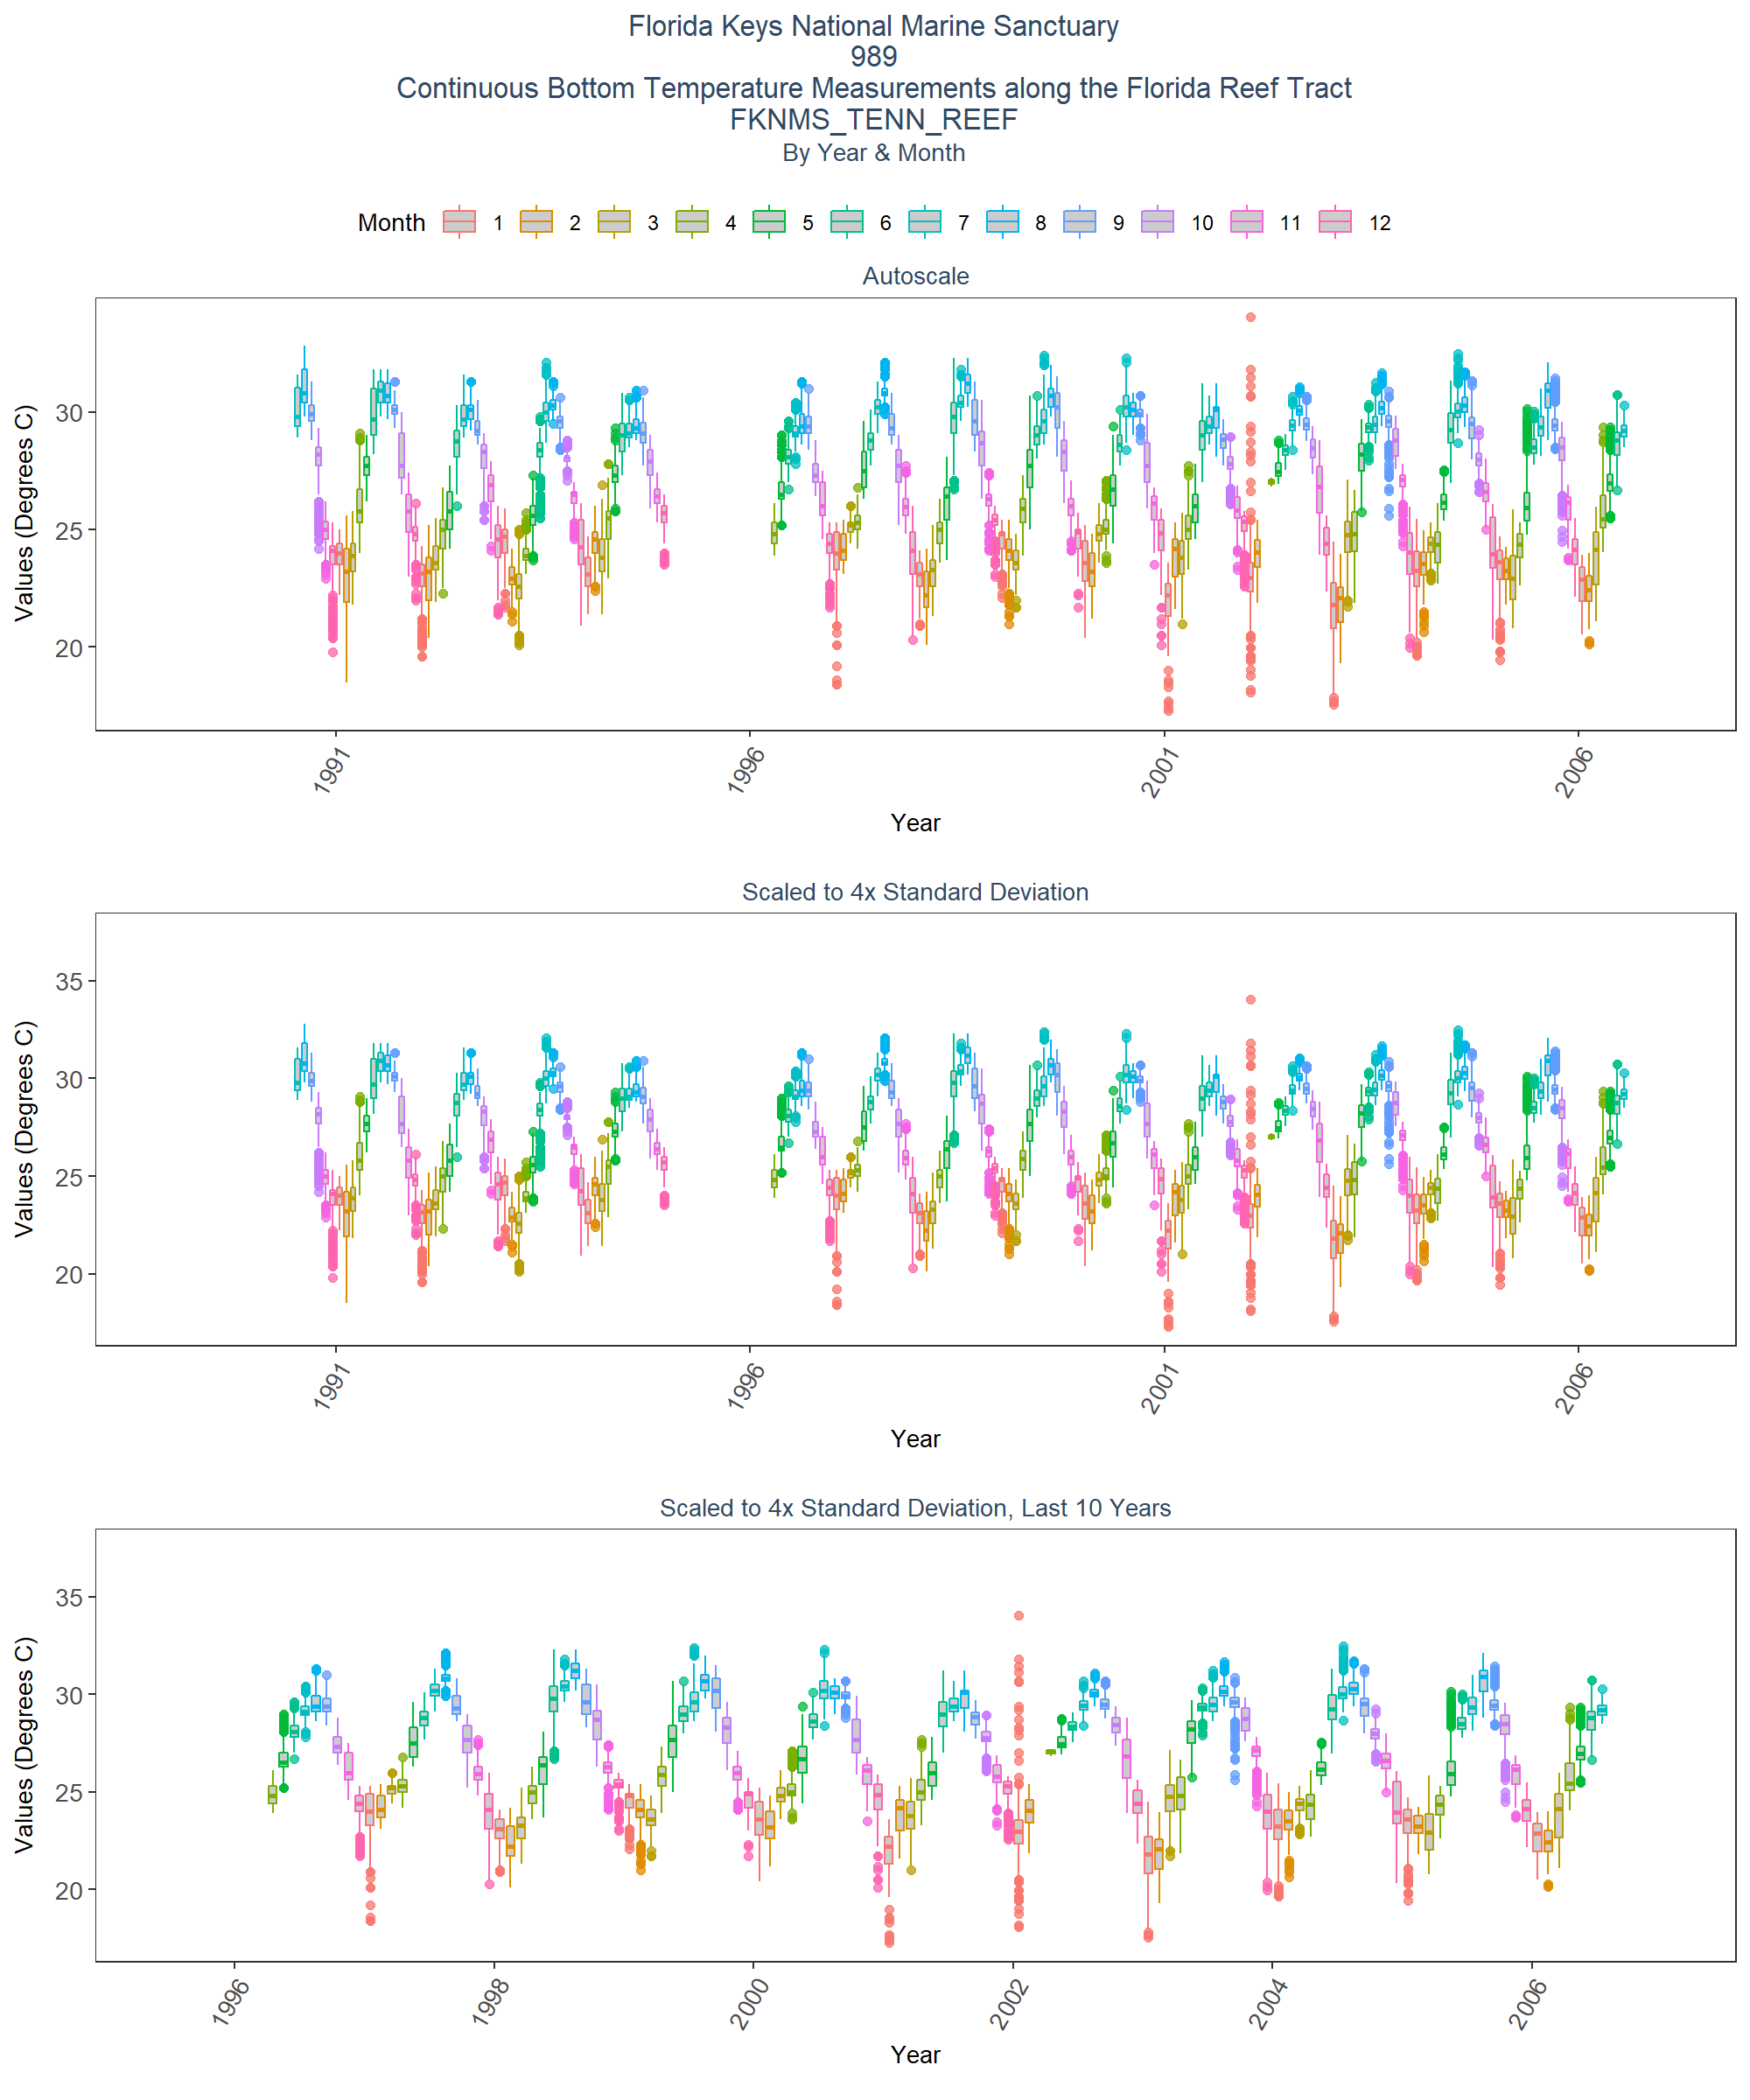 Florida Keys National Marine Sanctuary
989
Continuous Bottom Temperature Measurements along the Florida Reef Tract
FKNMS_TENN_REEF
By Year & Month
Month 1 2 3 4 5 6 7 8 9 10 11 12
Autoscale
Values (Degrees C)
30
25
20
1991 1996 2001 2006
Year
Scaled to 4x Standard Deviation
Values (Degrees C)
35
30
25
20
1991 1996 2001 2006
Year
Scaled to 4x Standard Deviation, Last 10 Years
Values (Degrees C)
35
30
25
20
1996 1998 2000 2002 2004 2006
Year